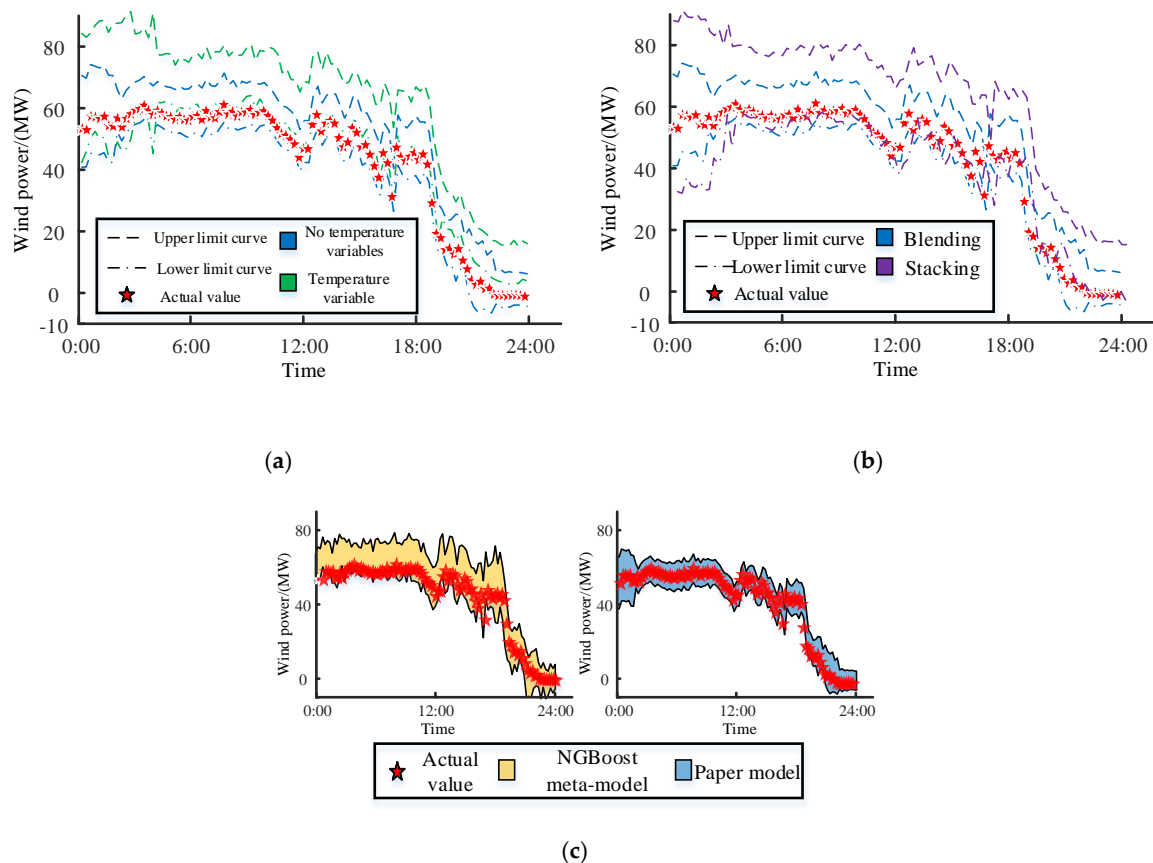 Wind power/(MW)
80
60
40
20
0
-10
0:00 6:00 12:00 18:00 24:00
Time
Upper limit curve
Lower limit curve
Actual value
No temperature
variables
Temperature
variable
(a)
Wind power/(MW)
80
60
40
20
0
-10
0:00 6:00 12:00 18:00 24:00
Time
Upper limit curve
Lower limit curve
Actual value
Blending
Stacking
(b)
Wind power/(MW)
80
40
0
0:00 12:00 24:00
Time
Wind power/(MW)
80
40
0
0:00 12:00 24:00
Time
Actual
value
NGBoost
meta-model
Paper model
(c)